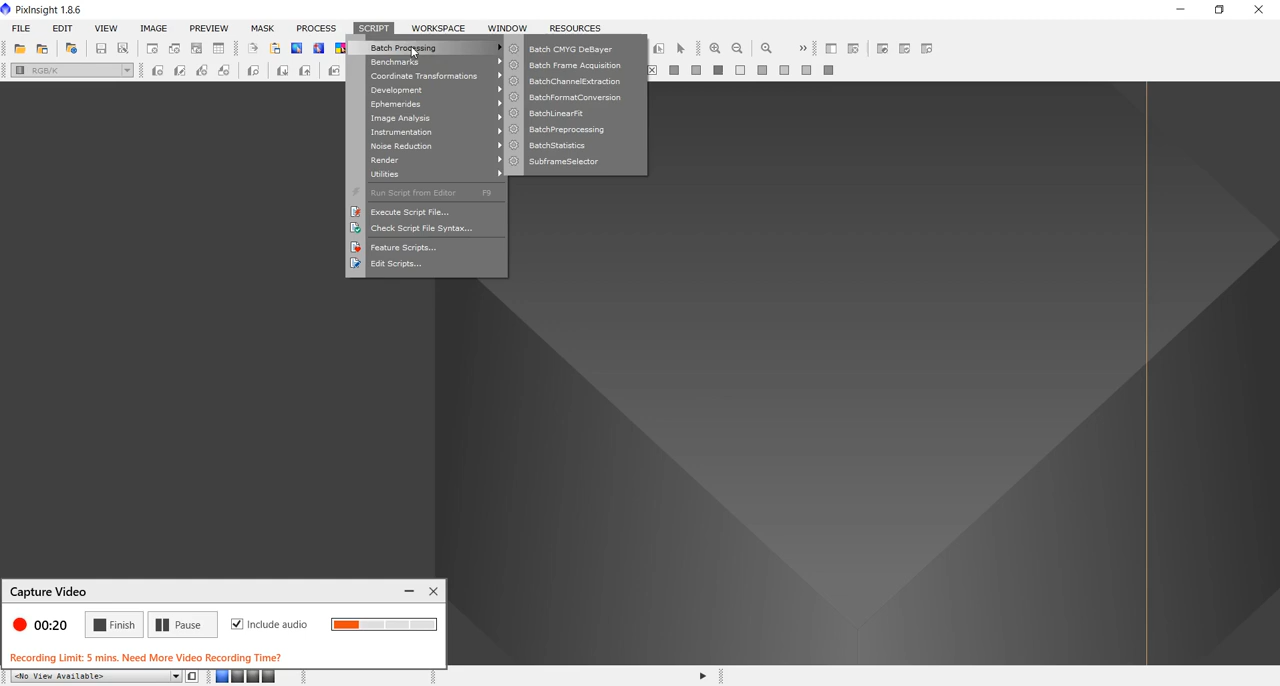 PixInsight 1.8.6
FILE EDIT VIEW IMAGE PREVIEW MASK PROCESS SCRIPT WORKSPACE WINDOW RESOURCES
RGB/K
Batch Processing
Benchmarks
Coordinate Transformations
Development
Ephemerides
Image Analysis
Instrumentation
Noise Reduction
Render
Utilities
Run Script from Editor F9
Execute Script File...
Check Script File Syntax...
Feature Scripts...
Edit Scripts...
Batch CMYG DeBayer
Batch Frame Acquisition
BatchChannelExtraction
BatchFormatConversion
BatchLinearFit
BatchPreprocessing
BatchStatistics
SubframeSelector
Capture Video
00:20 Finish Pause Include audio
Recording Limit: 5 mins. Need More Video Recording Time?
<No View Available>